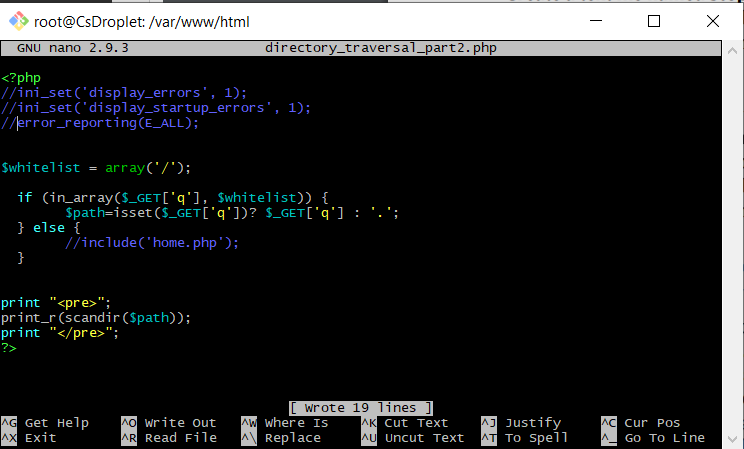 root@CsDroplet: /var/www/html
GNU nano 2.9.3 directory_traversal_part2.php
<?php
//ini_set('display_errors', 1);
//ini_set('display_startup_errors', 1);
//error_reporting(E_ALL);
$whitelist = array('/');
if (in_array($_GET['q'], $whitelist)) {
$path=isset($_GET['q'])? $_GET['q'] : '.';
} else {
//include('home.php');
}
print "<pre>";
print_r(scandir($path));
print "</pre>";
?>
[ Wrote 19 lines ]
^G Get Help ^O Write Out ^W Where Is ^K Cut Text ^J Justify ^C Cur Pos
^X Exit ^R Read File ^\ Replace ^U Uncut Text ^T To Spell ^_ Go To Line